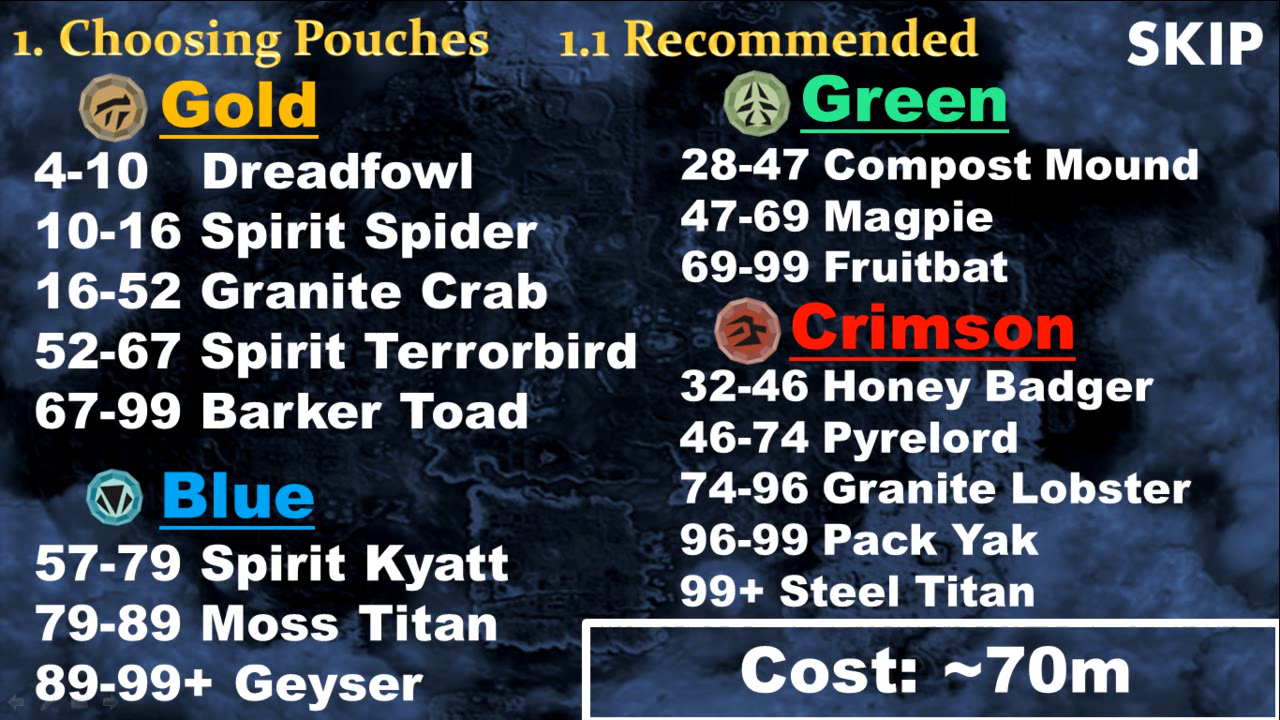 1. Choosing Pouches
1.1 Recommended
SKIP
Gold
4-10 Dreadfowl
10-16 Spirit Spider
16-52 Granite Crab
52-67 Spirit Terrorbird
67-99 Barker Toad
Blue
57-79 Spirit Kyatt
79-89 Moss Titan
89-99+ Geyser
Green
28-47 Compost Mound
47-69 Magpie
69-99 Fruitbat
Crimson
32-46 Honey Badger
46-74 Pyrelord
74-96 Granite Lobster
96-99 Pack Yak
99+ Steel Titan
Cost: ~70m